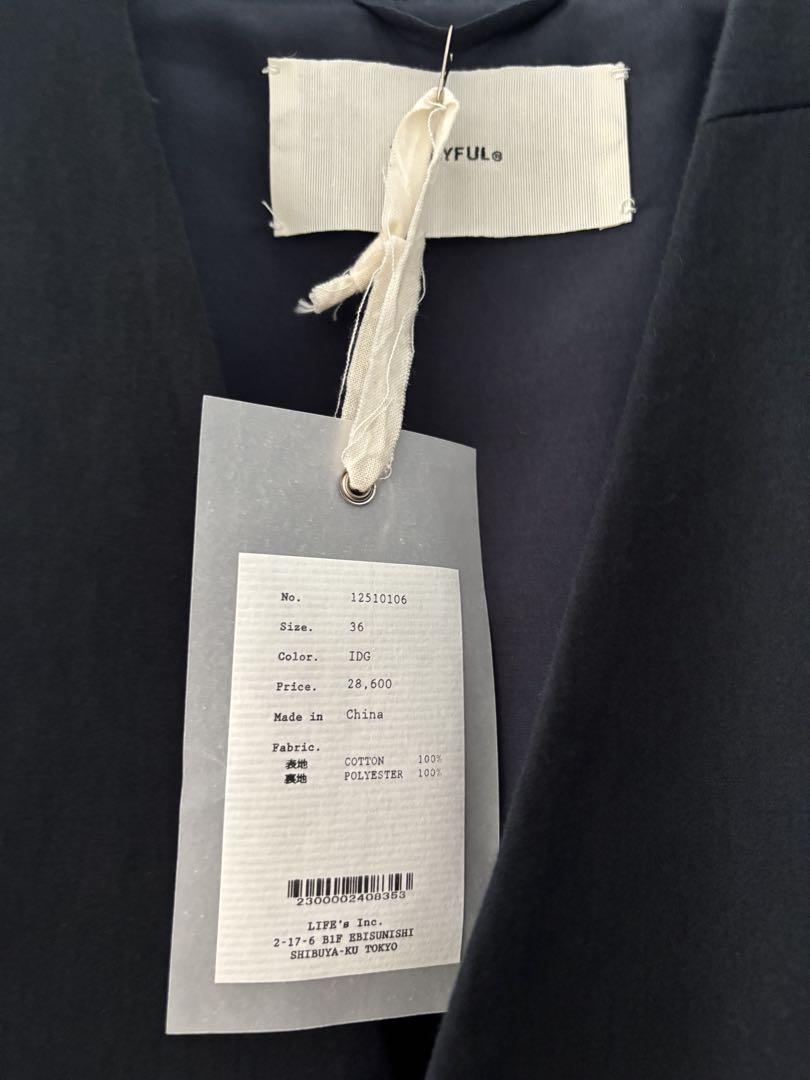 YFUL®
No. 12510106
Size. 36
Color. IDG
Price. 28,600
Made in China
Fabric.
表地 COTTON 100%
裏地 POLYESTER 100%
2300002408353
LIFE's Inc.
2-17-6 B1F EBISUNISHI
SHIBUYA-KU TOKYO